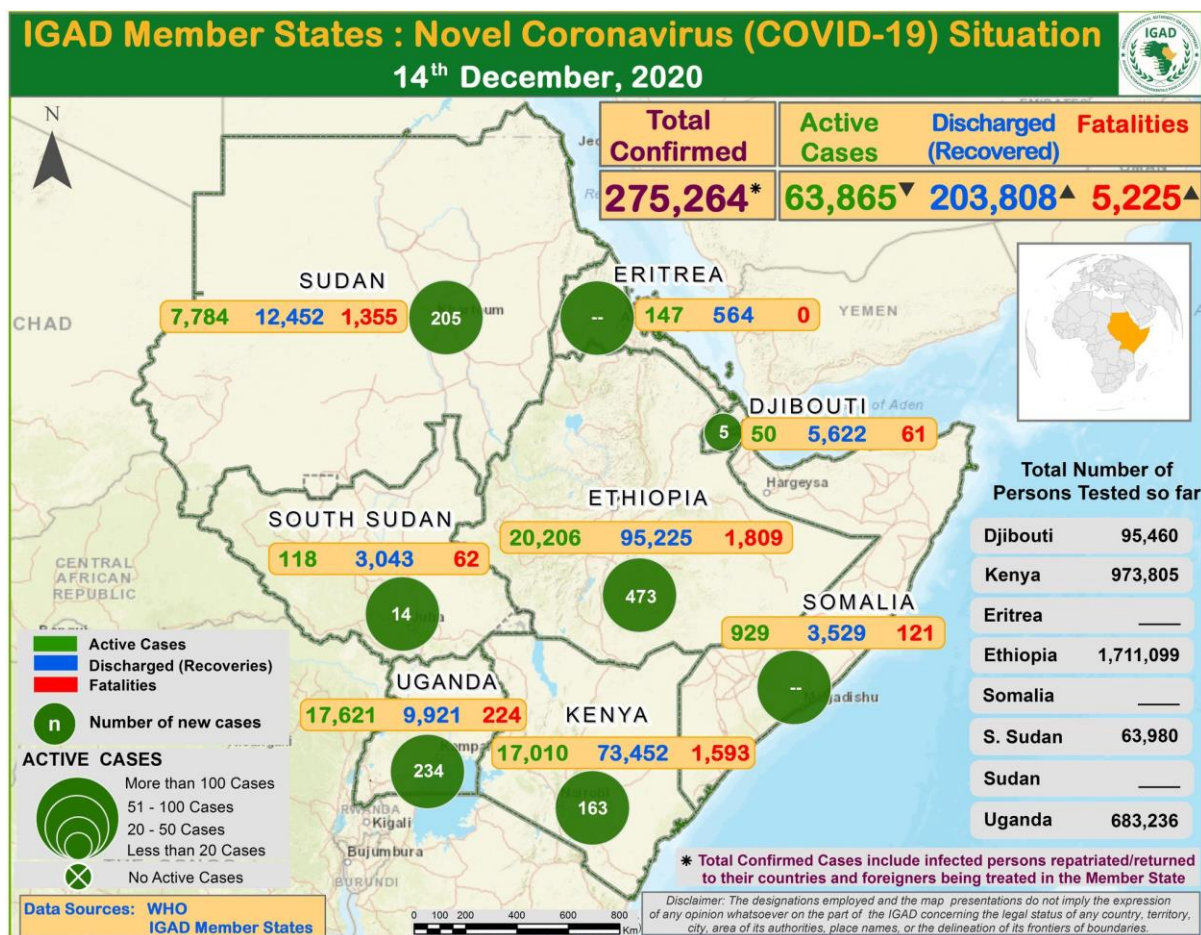 IGAD Member States : Novel Coronavirus (COVID-19) Situation
14th December, 2020
IGAD
N
Total Confirmed
275,264*
Active Cases
63,865▼
Discharged (Recovered)
203,808▲
Fatalities
5,225▲
SUDAN
7,784 12,452 1,355
205
ERITREA
--
147 564 0
CHAD
YEMEN
DJIBOUTI
of Aden
5
50 5,622 61
Hargeysa
ETHIOPIA
20,206 95,225 1,809
473
SOUTH SUDAN
118 3,043 62
14
CENTRAL
AFRICAN
REPUBLIC
SOMALIA
929 3,529 121
--
UGANDA
17,621 9,921 224
234
KENYA
17,010 73,452 1,593
163
RWANDA
Kigali
Bujumbura
BURUNDI
Total Number of
Persons Tested so far
Djibouti 95,460
Kenya 973,805
Eritrea ____
Ethiopia 1,711,099
Somalia ____
S. Sudan 63,980
Sudan ____
Uganda 683,236
Active Cases
Discharged (Recoveries)
Fatalities
n Number of new cases
ACTIVE CASES
More than 100 Cases
51 - 100 Cases
20 - 50 Cases
Less than 20 Cases
No Active Cases
Data Sources: WHO
IGAD Member States
0 100 200 400 600 800
Km
* Total Confirmed Cases include infected persons repatriated/returned
to their countries and foreigners being treated in the Member State
Disclaimer: The designations employed and the map presentations do not imply the expression
of any opinion whatsoever on the part of the IGAD concerning the legal status of any country, territory,
city, area of its authorities, place names, or the delineation of its frontiers of boundaries.